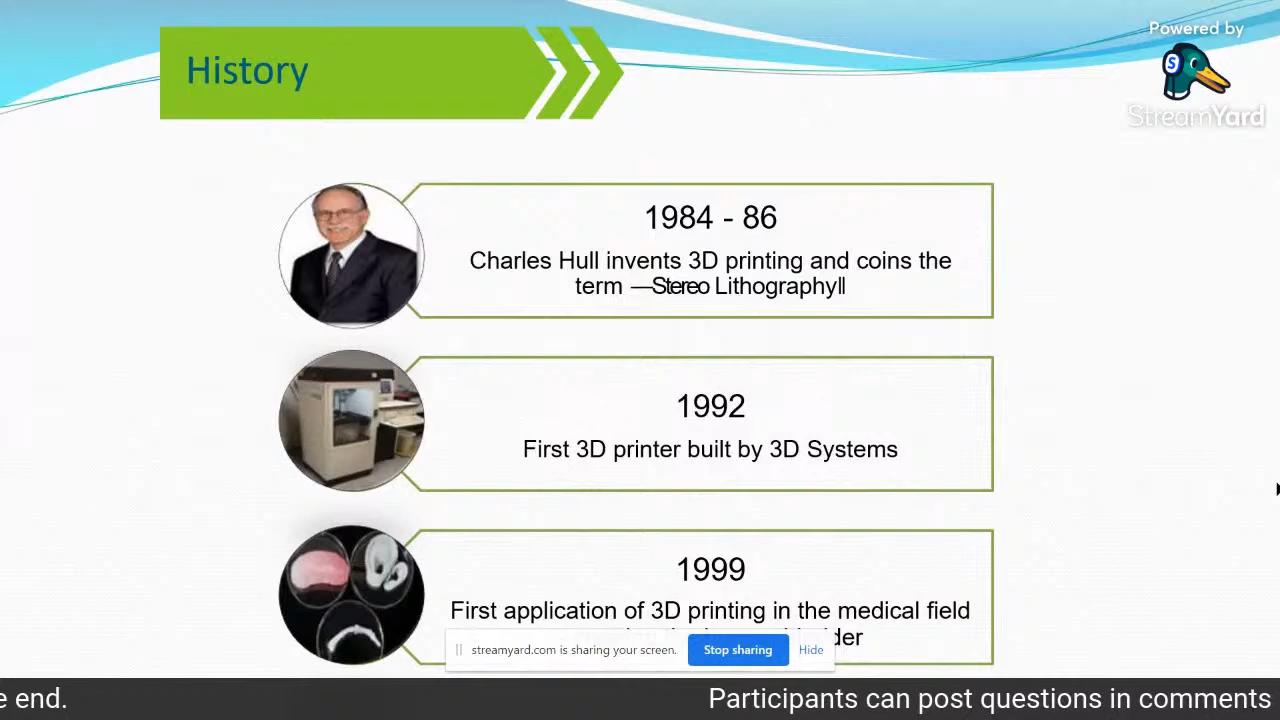 Powered by
StreamYard
History
1984 - 86
Charles Hull invents 3D printing and coins the
term ―Stereo Lithography‖
1992
First 3D printer built by 3D Systems
1999
First application of 3D printing in the medical field
streamyard.com is sharing your screen. Stop sharing Hide
e end. Participants can post questions in comments